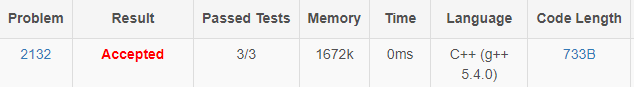 Problem Result Passed Tests Memory Time Language Code Length
2132 Accepted 3/3 1672k 0ms C++ (g++ 733B
5.4.0)